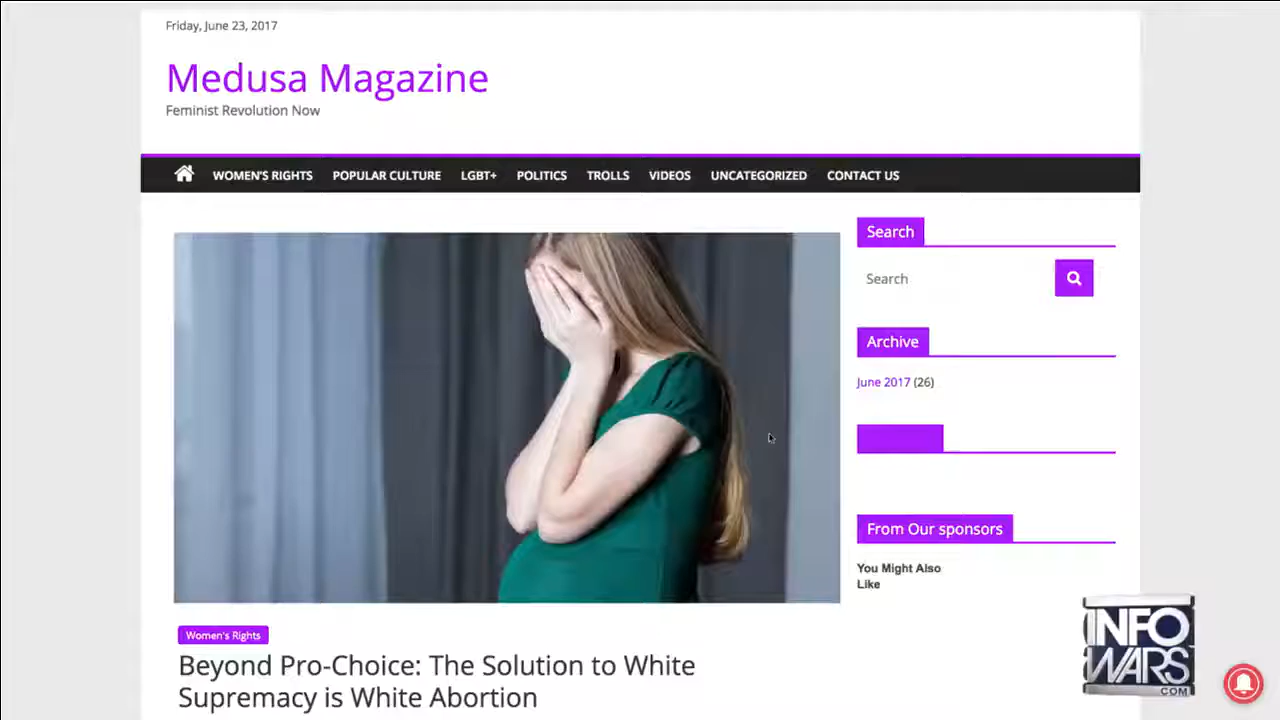 Friday, June 23, 2017
Medusa Magazine
Feminist Revolution Now
WOMEN'S RIGHTS POPULAR CULTURE LGBT+ POLITICS TROLLS VIDEOS UNCATEGORIZED CONTACT US
Search
Search
Archive
June 2017 (26)
From Our sponsors
You Might Also
Like
Women's Rights
Beyond Pro-Choice: The Solution to White
Supremacy is White Abortion
INFO
WARS
.COM